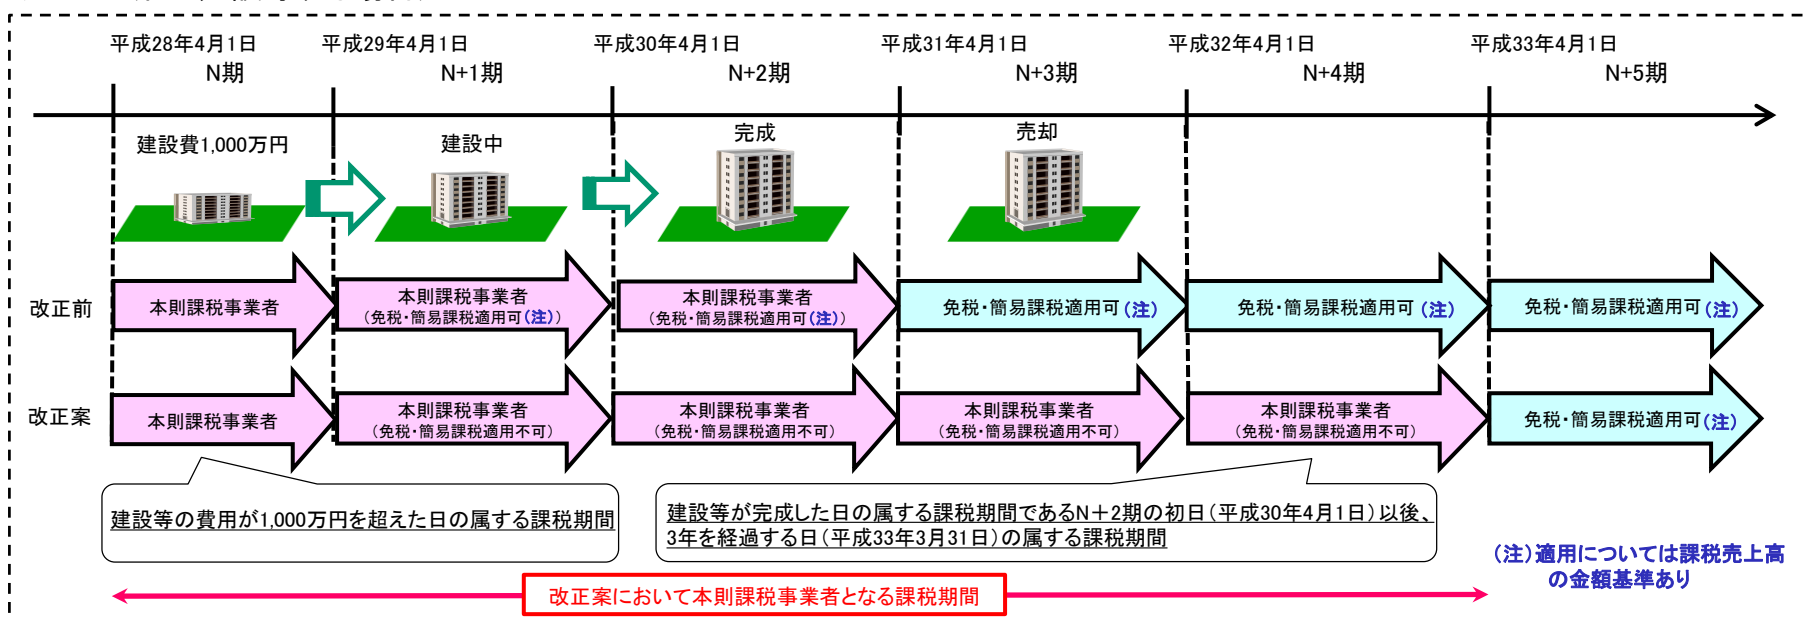 平成28年4月1日
平成29年4月1日
平成30年4月1日
平成31年4月1日
平成32年4月1日
平成33年4月1日
N期
N+1期
N+2期
N+3期
N+4期
N+5期
建設費1,000万円
建設中
完成
売却
改正前
本則課税事業者
本則課税事業者
(免税・簡易課税適用可(注))
本則課税事業者
(免税・簡易課税適用可(注))
免税・簡易課税適用可(注)
免税・簡易課税適用可(注)
免税・簡易課税適用可(注)
改正案
本則課税事業者
本則課税事業者
(免税・簡易課税適用不可)
本則課税事業者
(免税・簡易課税適用不可)
本則課税事業者
(免税・簡易課税適用不可)
本則課税事業者
(免税・簡易課税適用不可)
免税・簡易課税適用可(注)
建設等の費用が1,000万円を超えた日の属する課税期間
建設等が完成した日の属する課税期間であるN+2期の初日(平成30年4月1日)以後、
3年を経過する日(平成33年3月31日)の属する課税期間
(注)適用については課税売上高
の金額基準あり
改正案において本則課税事業者となる課税期間